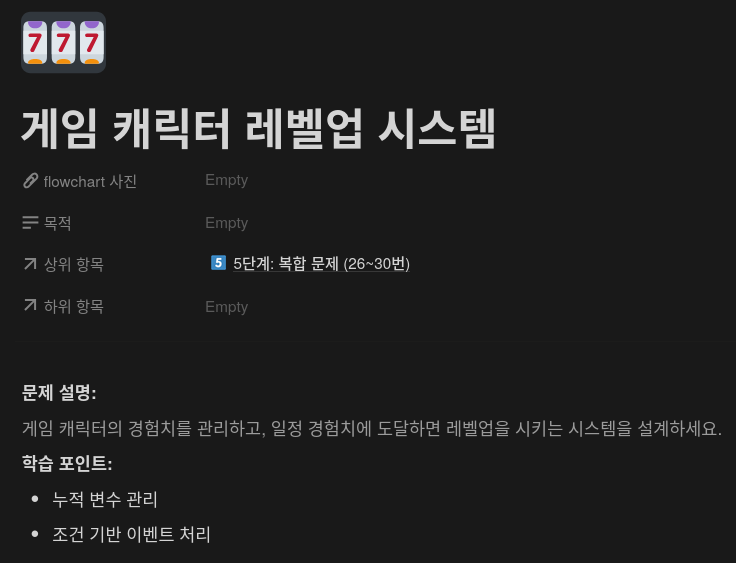 777
게임 캐릭터 레벨업 시스템
flowchart 사진 Empty
목적 Empty
상위 항목 5 5단계: 복합 문제 (26~30번)
하위 항목 Empty
문제 설명:
게임 캐릭터의 경험치를 관리하고, 일정 경험치에 도달하면 레벨업을 시키는 시스템을 설계하세요.
학습 포인트:
• 누적 변수 관리
• 조건 기반 이벤트 처리